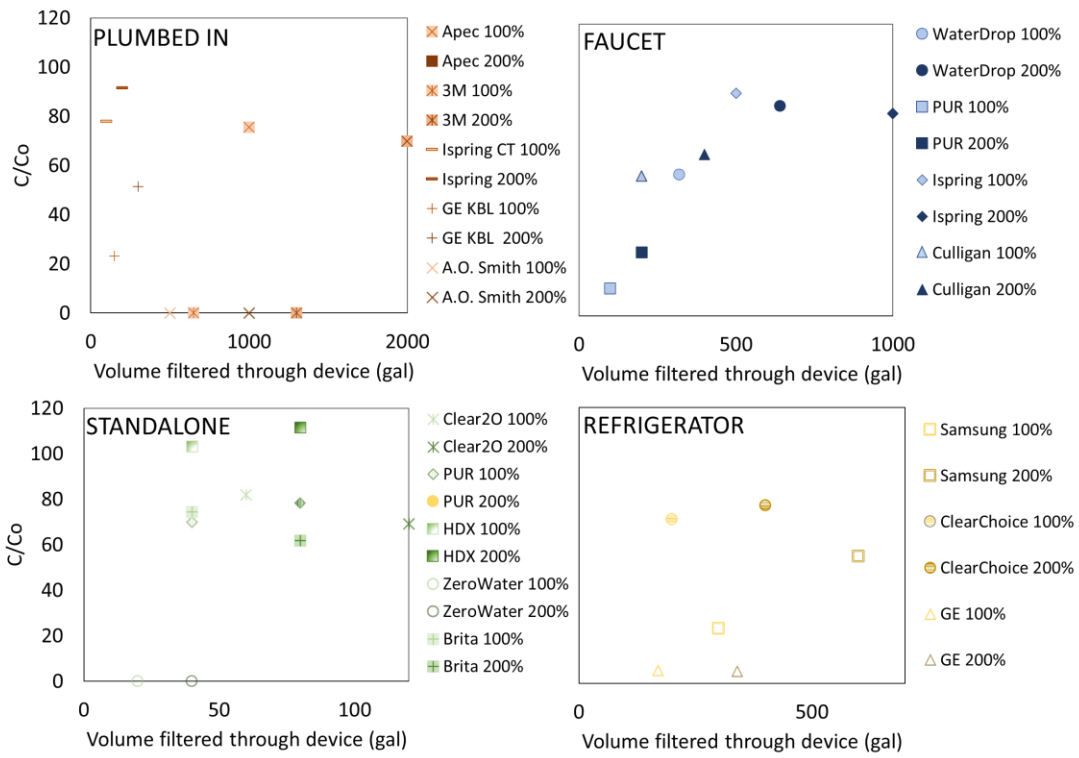 PLUMBED IN
120
100
80
60
40
20
0
C/Co
0
1000
2000
Volume filtered through device (gal)
Apec 100%
Apec 200%
3M 100%
3M 200%
Ispring CT 100%
Ispring 200%
GE KBL 100%
GE KBL 200%
A.O. Smith 100%
A.O. Smith 200%
FAUCET
0
500
1000
Volume filtered through device (gal)
WaterDrop 100%
WaterDrop 200%
PUR 100%
PUR 200%
Ispring 100%
Ispring 200%
Culligan 100%
Culligan 200%
STANDALONE
120
100
80
60
40
20
0
C/Co
0
50
100
Volume filtered through device (gal)
Clear2O 100%
Clear2O 200%
PUR 100%
PUR 200%
HDX 100%
HDX 200%
ZeroWater 100%
ZeroWater 200%
Brita 100%
Brita 200%
REFRIGERATOR
0
500
Volume filtered through device (gal)
Samsung 100%
Samsung 200%
ClearChoice 100%
ClearChoice 200%
GE 100%
GE 200%